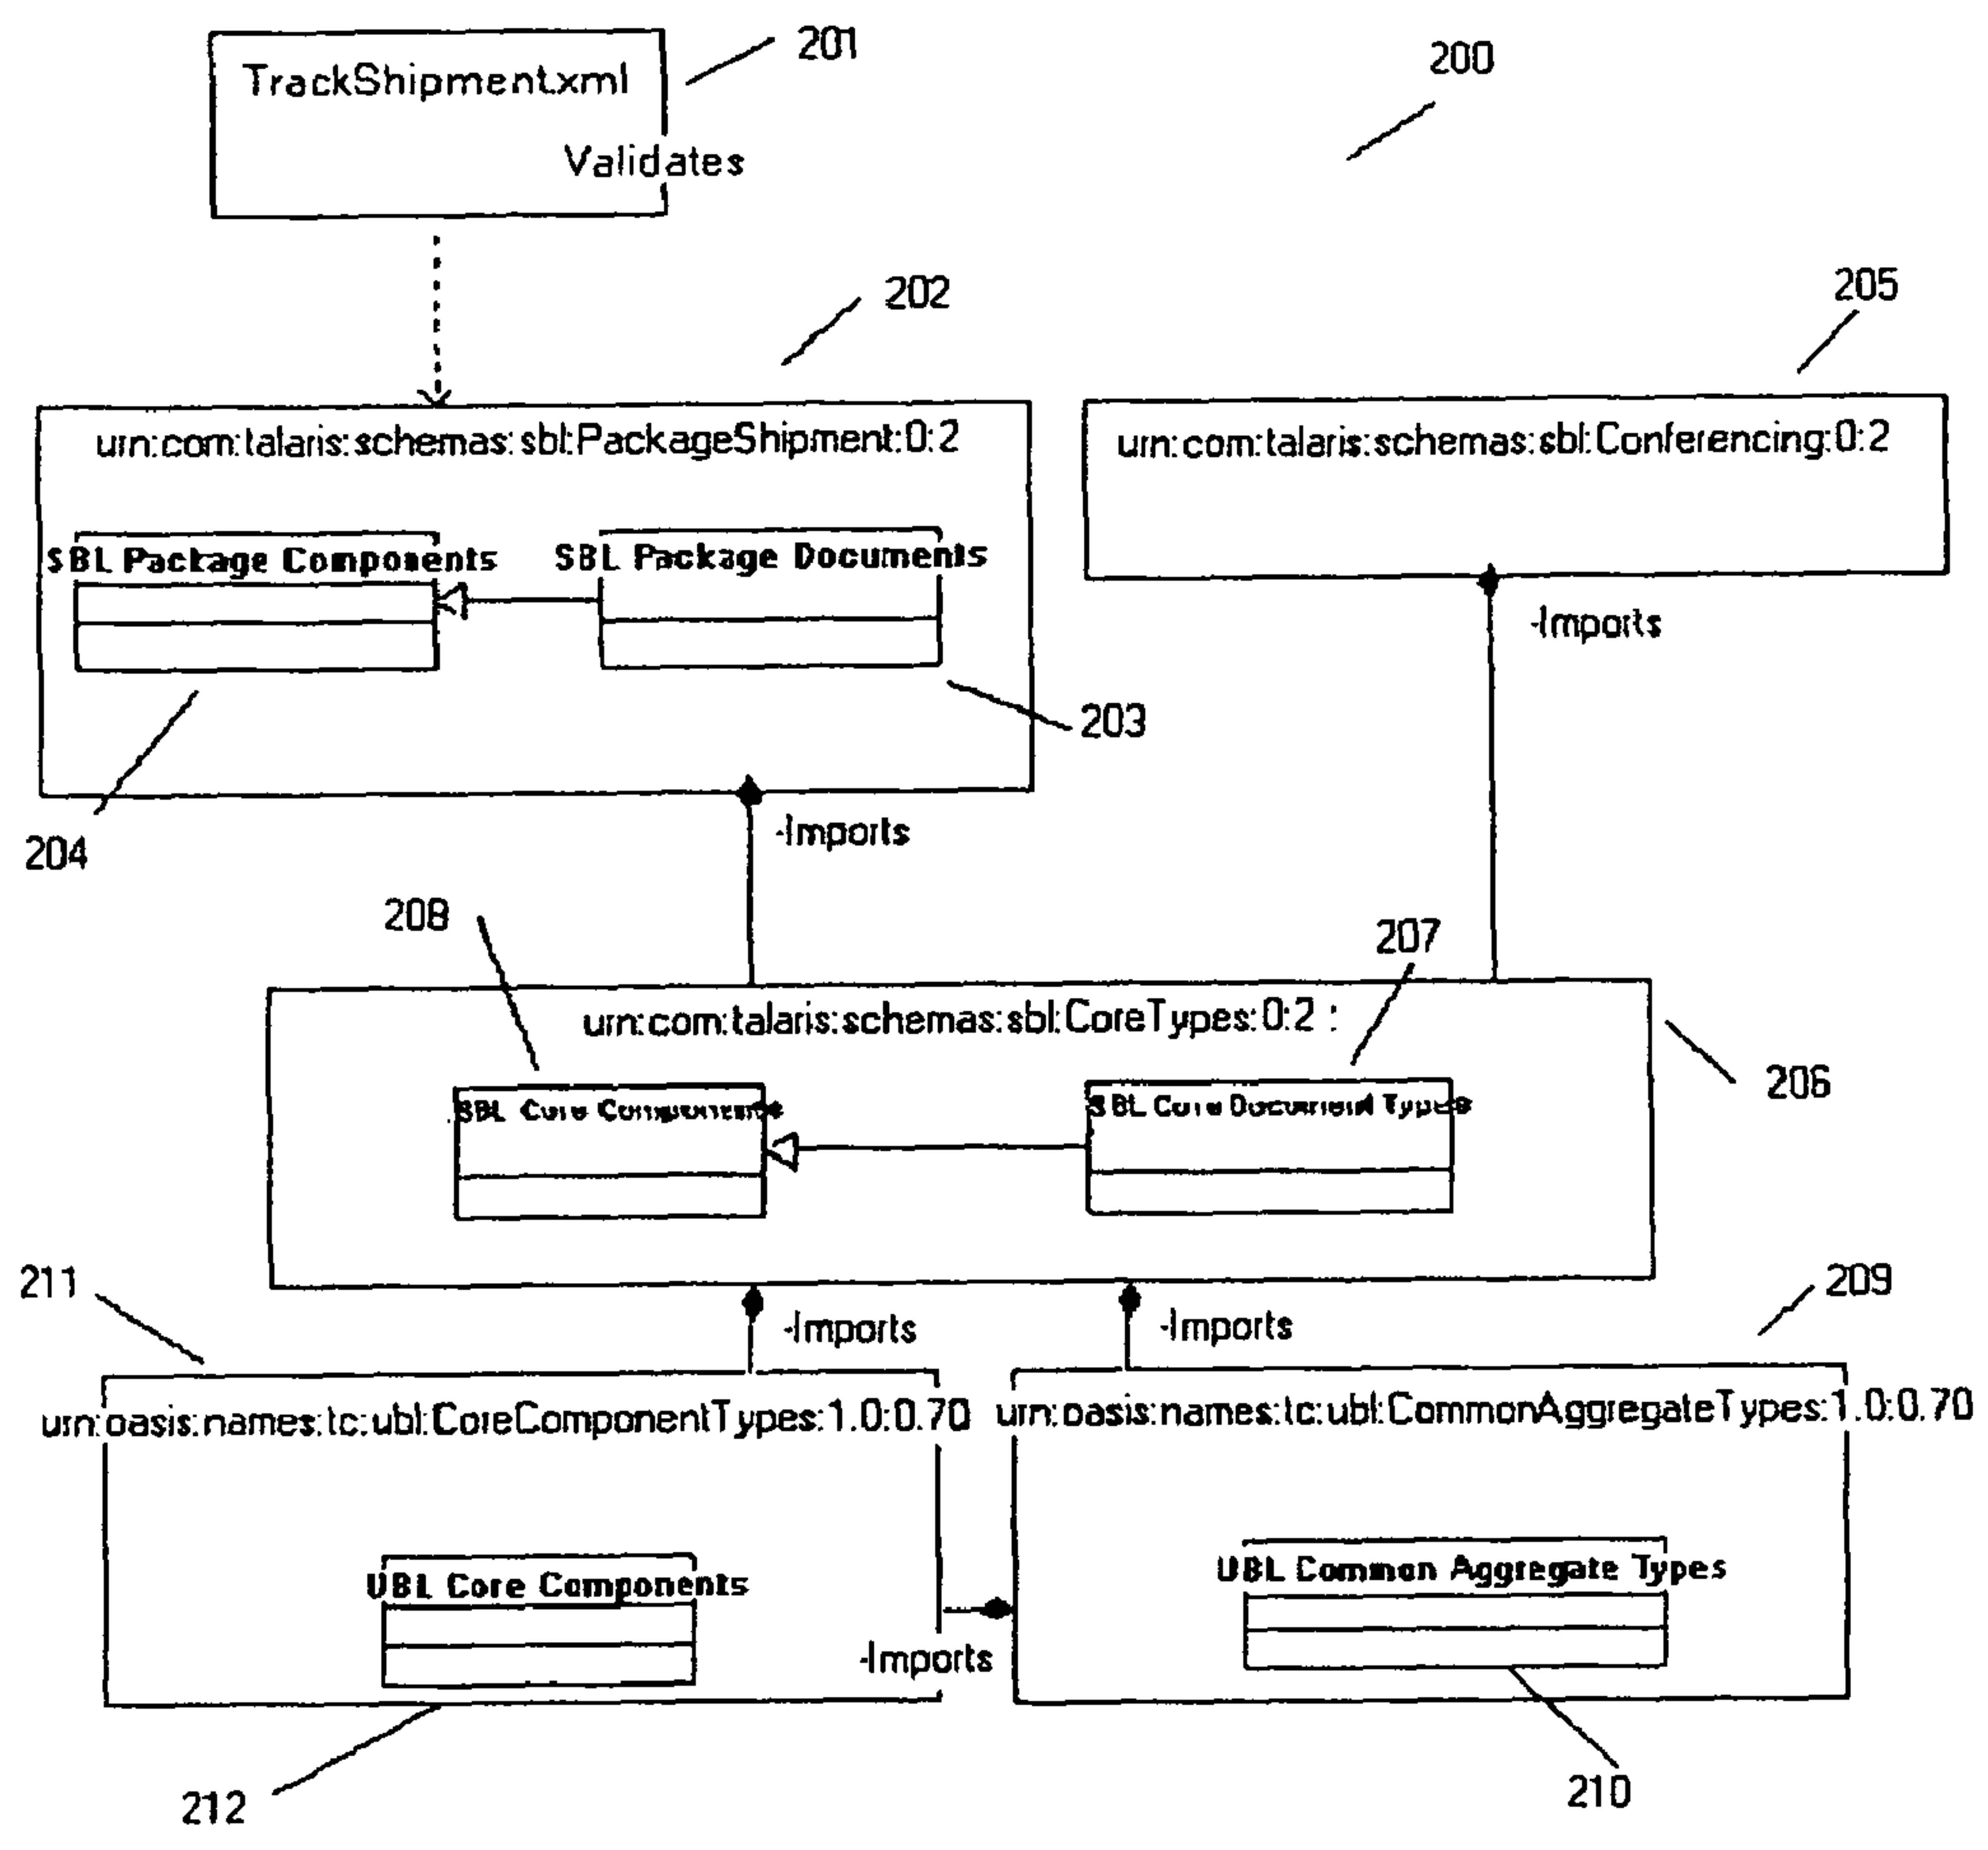 201
200
TrackShipment.xml
Validates
202
205
urn:com:talaris:schemas:sbl:PackageShipment:0:2
urn:com:talaris:schemas:sbl:Conferencing:0:2
SBL Package Components
SBL Package Documents
-Imports
203
204
-Imports
208
207
urn:com:talaris:schemas:sbl:CoreTypes:0:2 :
206
SBL Core Components
SBL Core Document Types
211
209
-Imports
-Imports
urn:oasis:names:tc:ubl:CoreComponentTypes:1.0:0.70
urn:oasis:names:tc:ubl:CommonAggregateTypes:1.0:0.70
UBL Core Components
UBL Common Aggregate Types
-Imports
212
210